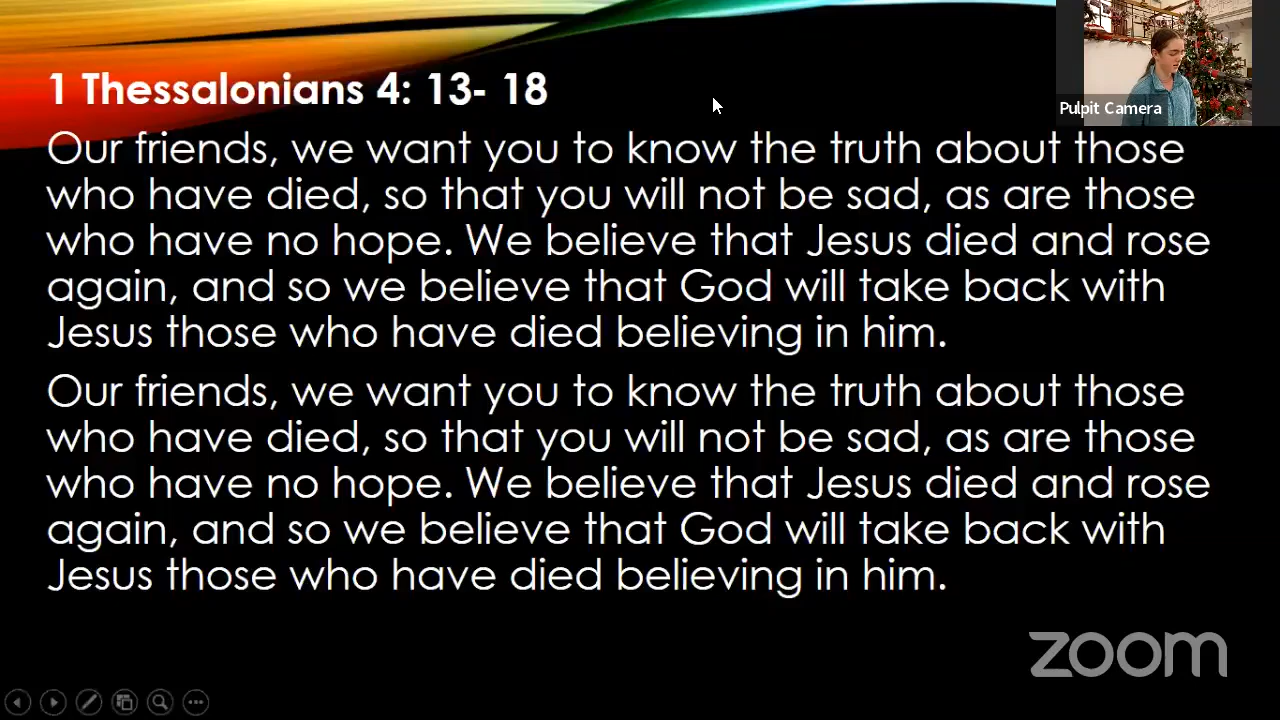 1 Thessalonians 4: 13- 18
Pulpit Camera
Our friends, we want you to know the truth about those
who have died, so that you will not be sad, as are those
who have no hope. We believe that Jesus died and rose
again, and so we believe that God will take back with
Jesus those who have died believing in him.
Our friends, we want you to know the truth about those
who have died, so that you will not be sad, as are those
who have no hope. We believe that Jesus died and rose
again, and so we believe that God will take back with
Jesus those who have died believing in him.
zoom